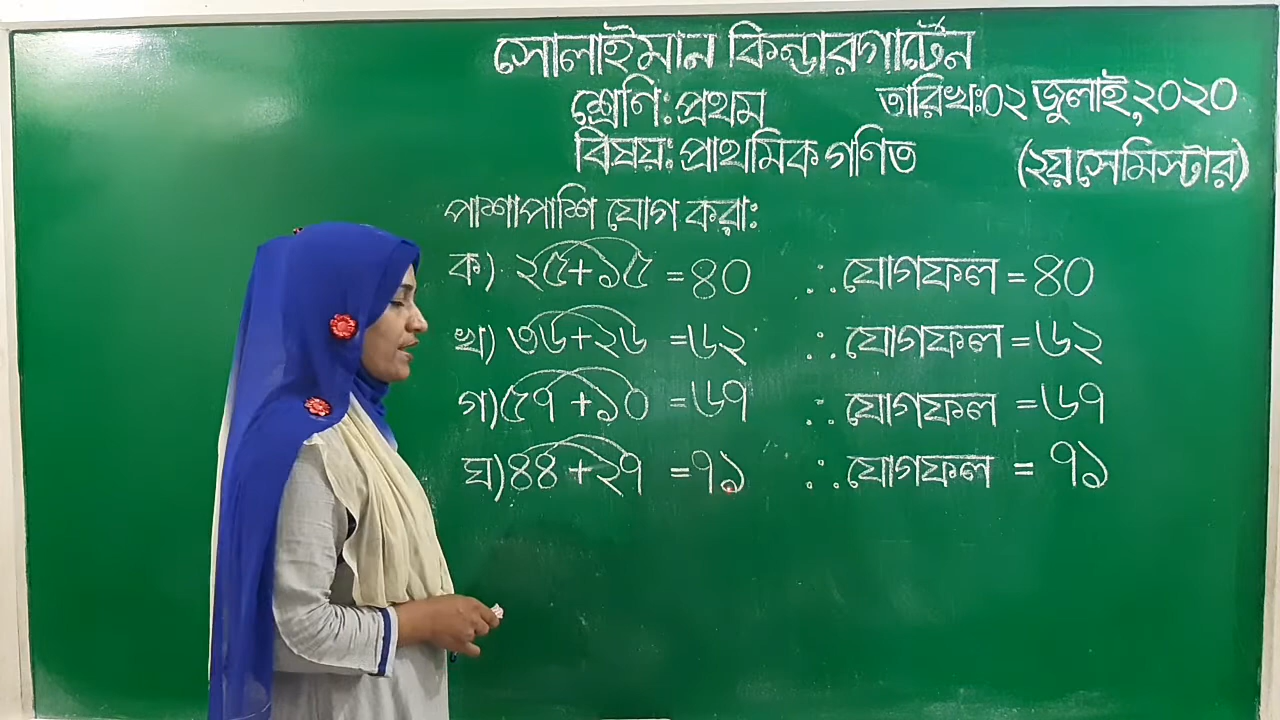 সোলাইমান কিন্ডারগার্টেন
শ্রেণি: প্রথম তারিখ: ০২ জুলাই, ২০২০
বিষয়: প্রাথমিক গণিত (২য় সেমিস্টার)
পাশাপাশি যোগ করা:
ক) ২৫+১৫ =৪০ ∴ যোগফল = ৪০
খ) ৩৬+২৬ =৬২ ∴ যোগফল = ৬২
গ) ৫৭ +১০ =৬৭ ∴ যোগফল =৬৭
ঘ) ৪৪+২৭ =৭১ ∴ যোগফল = ৭১